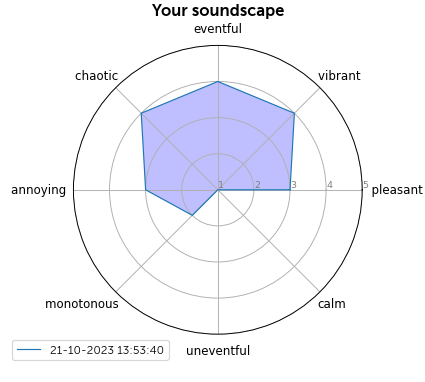 Your soundscape
eventful
chaotic
vibrant
annoying
1
2
3
4
5
pleasant
monotonous
calm
uneventful
21-10-2023 13:53:40